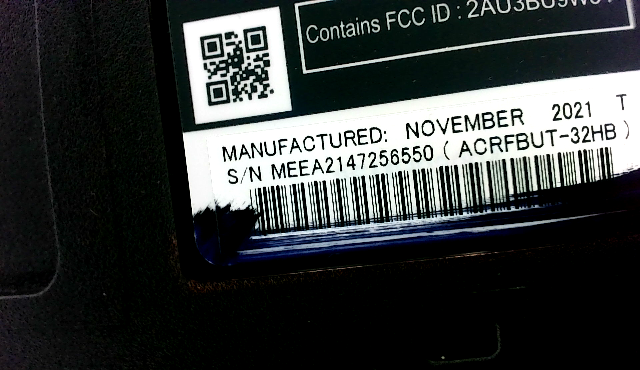 Contains FCC ID :
MANUFACTURED: NOVEMBER 2021 T
S/N MEEA2147256550 ( ACRFBUT-32HB )